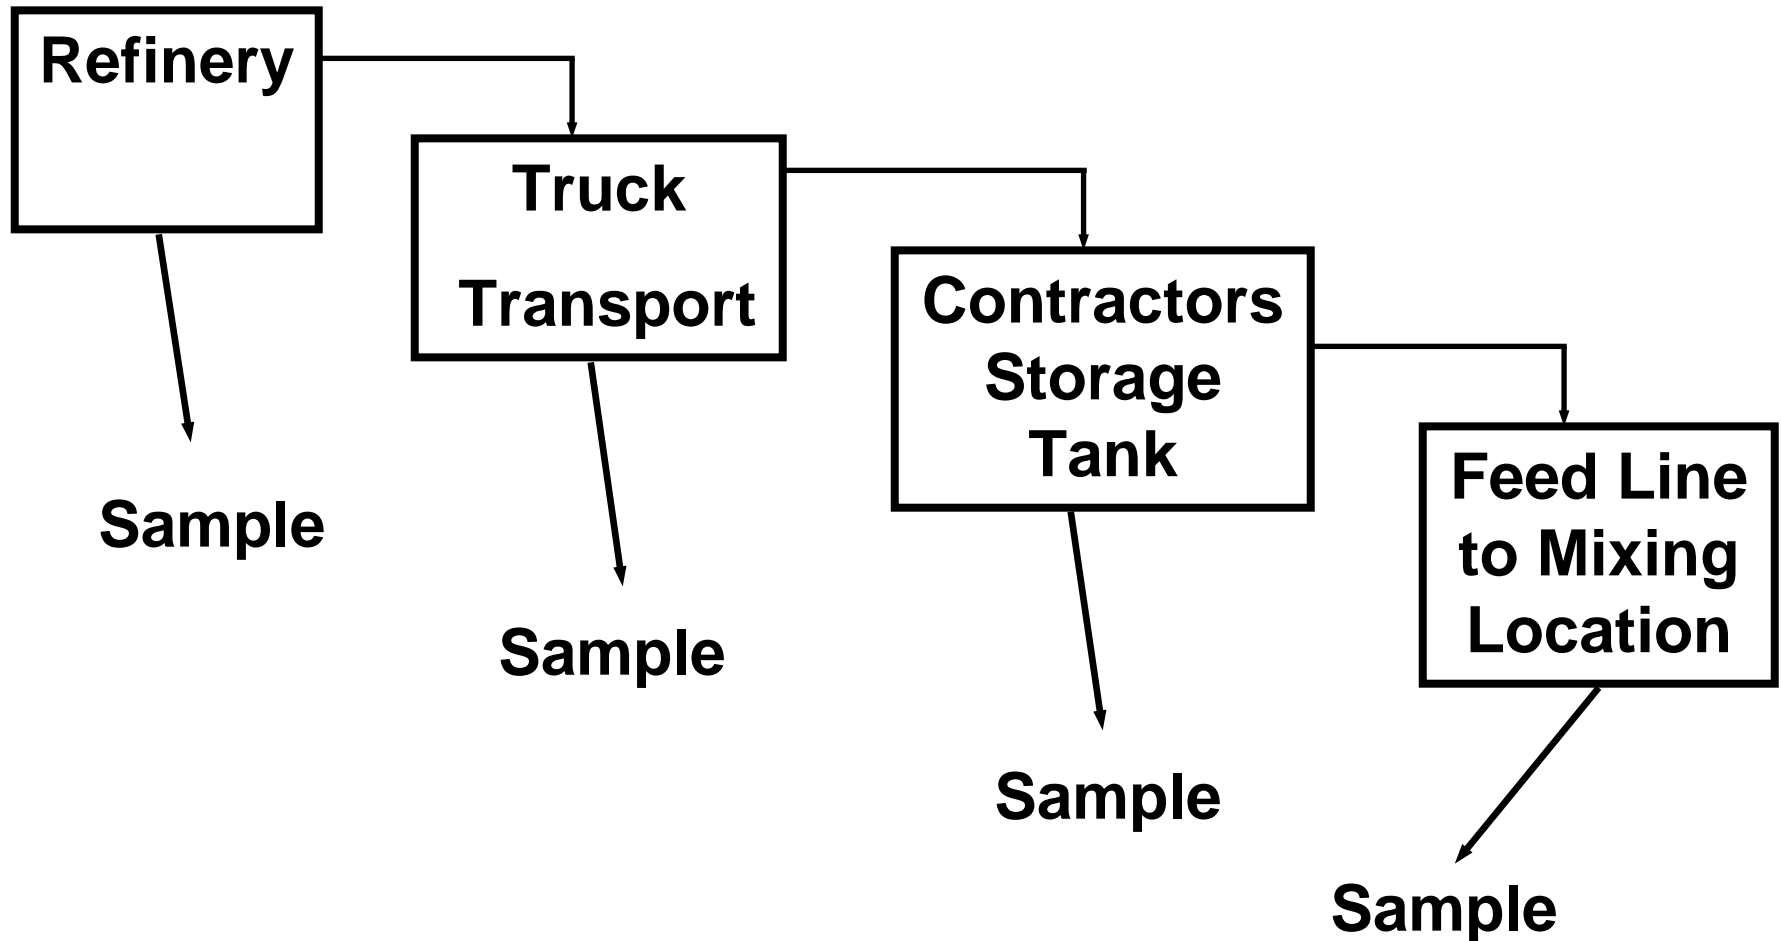 Refinery
Truck
Transport
Contractors
Storage
Tank
Feed Line
to Mixing
Location
Sample
Sample
Sample
Sample